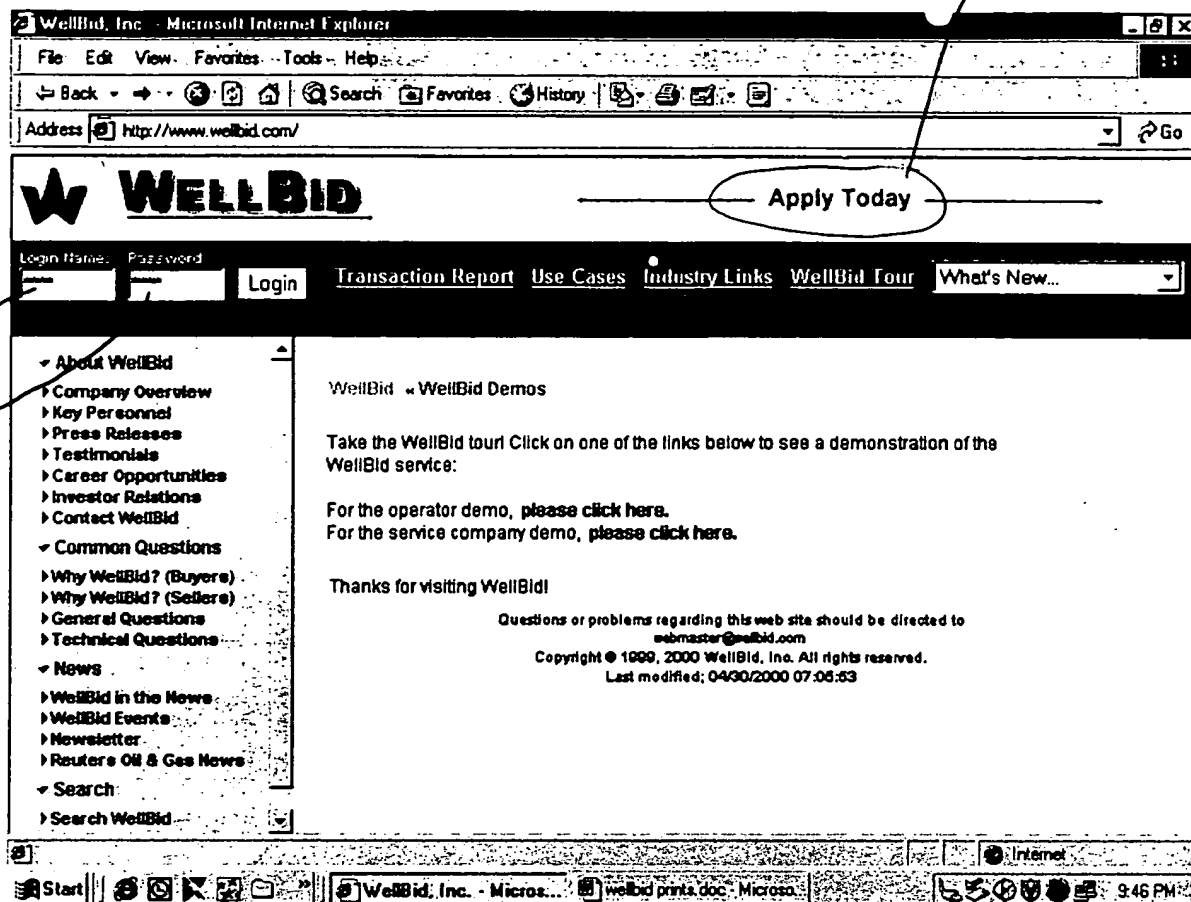 WellBid, Inc. - Microsoft Internet Explorer
File Edit View Favorites Tools Help
Back Search Favorites History
Address http://www.wellbid.com/ Go
WELLBID
Apply Today
Login Name: Password
Login Transaction Report Use Cases Industry Links WellBid Tour What's New...
About WellBid
Company Overview
Key Personnel
Press Releases
Testimonials
Career Opportunities
Investor Relations
Contact WellBid
Common Questions
Why WellBid? (Buyers)
Why WellBid? (Sellers)
General Questions
Technical Questions
News
WellBid in the News
WellBid Events
Newsletter
Reuters Oil & Gas News
Search
Search WellBid
WellBid « WellBid Demos
Take the WellBid tour! Click on one of the links below to see a demonstration of the
WellBid service:
For the operator demo, please click here.
For the service company demo, please click here.
Thanks for visiting WellBid!
Questions or problems regarding this web site should be directed to
webmaster@wellbid.com
Copyright © 1999, 2000 WellBid, Inc. All rights reserved.
Last modified; 04/30/2000 07:05:53
Internet
Start WellBid, Inc. - Micros... wellbid prints.doc - Microso... 9:46 PM